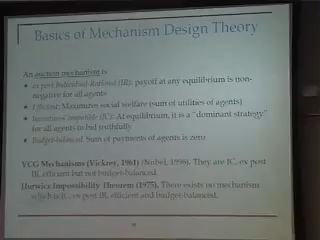 Basics of Mechanism Design Theory
An auction mechanism is
ex post Individual-Rational (IR): payoff at any equilibrium is non-
negative for all agents
Efficient: Maximizes social welfare (sum of utilities of agents)
Incentives compatible (IC): At equilibrium, it is a "dominant strategy"
for all agents to bid truthfully
Budget-balanced: Sum of payments of agents is zero
VCG Mechanisms (Vickrey, 1961) (Nobel, 1996). They are IC, ex post
IR, efficient but not budget-balanced.
Hurwicz Impossibility Theorem (1975). There exists no mechanism
which is IC, ex post IR, efficient and budget-balanced.